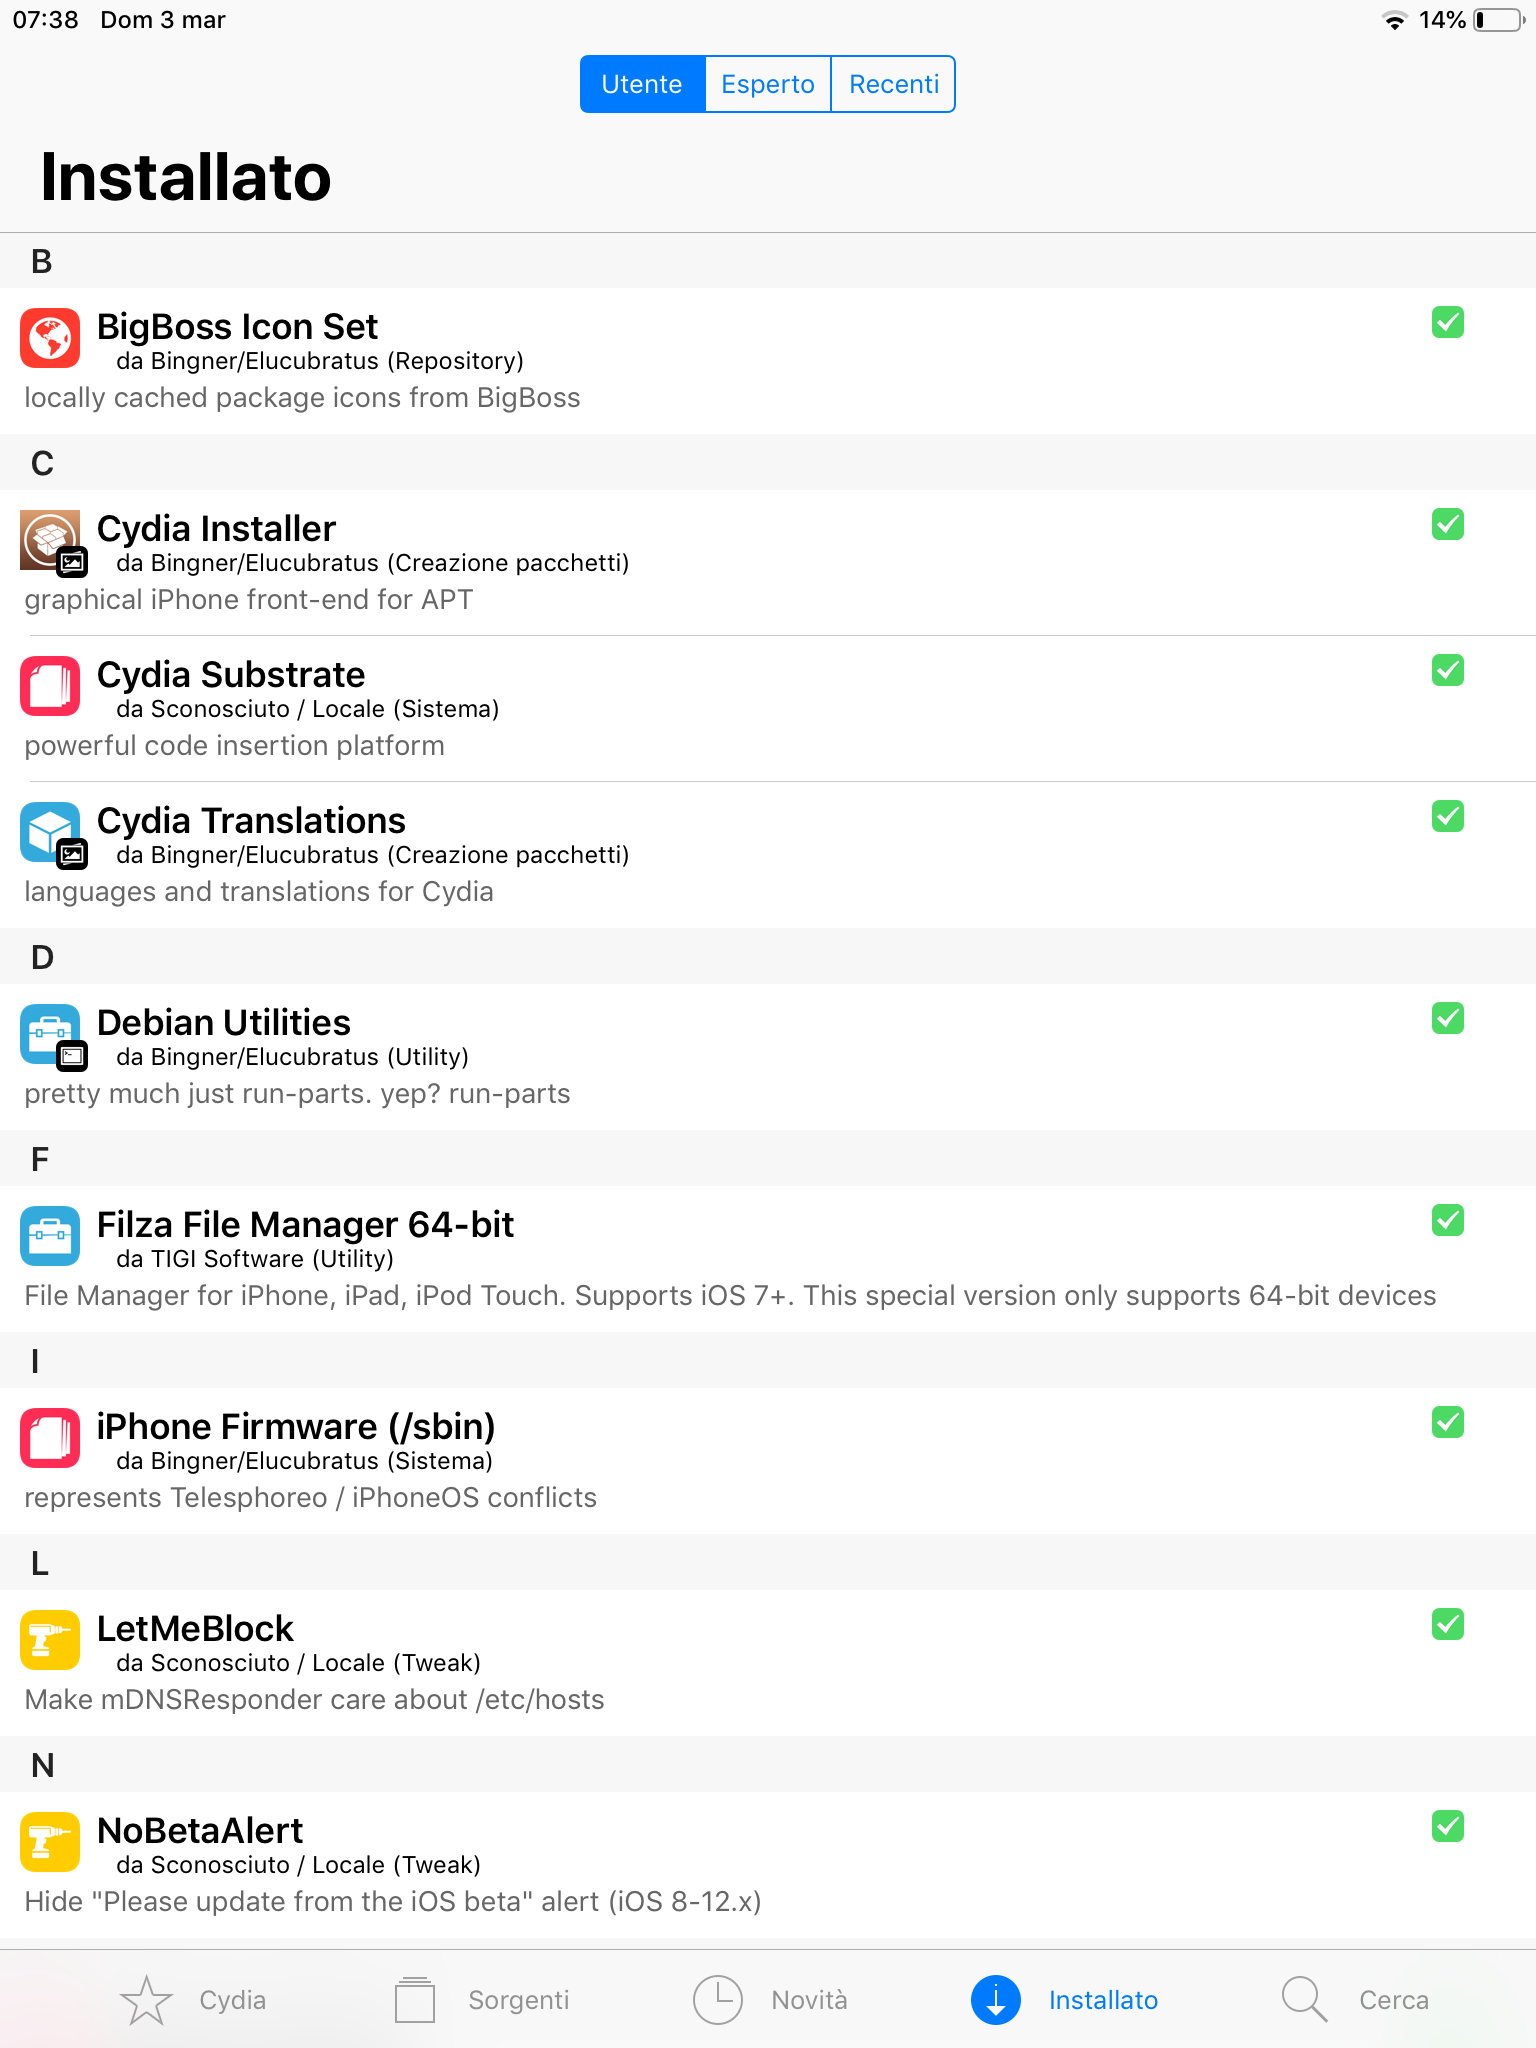 07:38 Dom 3 mar 14%
Utente Esperto Recenti
Installato
B
BigBoss Icon Set
da Bingner/Elucubratus (Repository)
locally cached package icons from BigBoss
C
Cydia Installer
da Bingner/Elucubratus (Creazione pacchetti)
graphical iPhone front-end for APT
Cydia Substrate
da Sconosciuto / Locale (Sistema)
powerful code insertion platform
Cydia Translations
da Bingner/Elucubratus (Creazione pacchetti)
languages and translations for Cydia
D
Debian Utilities
da Bingner/Elucubratus (Utility)
pretty much just run-parts. yep? run-parts
F
Filza File Manager 64-bit
da TIGI Software (Utility)
File Manager for iPhone, iPad, iPod Touch. Supports iOS 7+. This special version only supports 64-bit devices
I
iPhone Firmware (/sbin)
da Bingner/Elucubratus (Sistema)
represents Telesphoreo / iPhoneOS conflicts
L
LetMeBlock
da Sconosciuto / Locale (Tweak)
Make mDNSResponder care about /etc/hosts
N
NoBetaAlert
da Sconosciuto / Locale (Tweak)
Hide "Please update from the iOS beta" alert (iOS 8-12.x)
Cydia Sorgenti Novità Installato Cerca